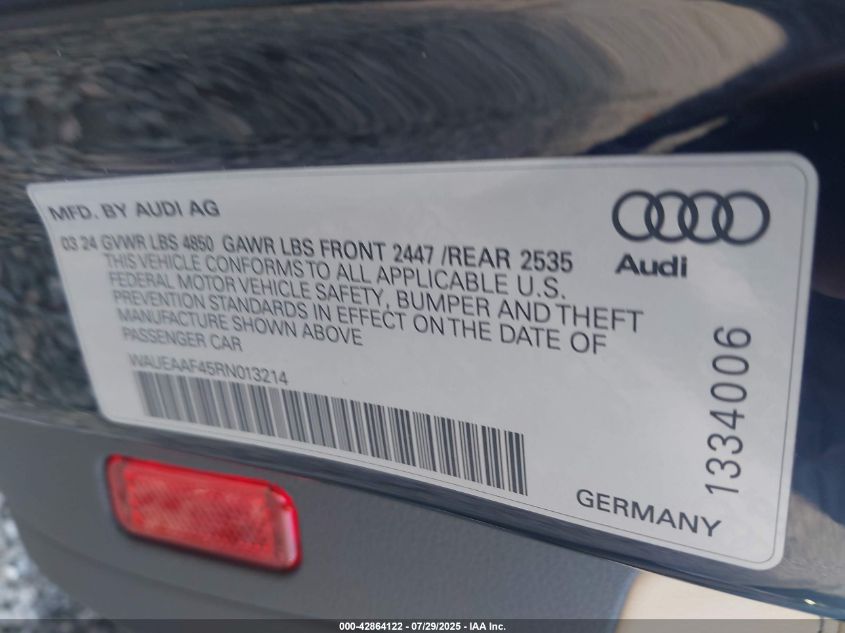 MFD. BY AUDI AG
03 24 GVWR LBS 4850 GAWR LBS FRONT 2447 /REAR 2535
THIS VEHICLE CONFORMS TO ALL APPLICABLE U.S.
FEDERAL MOTOR VEHICLE SAFETY, BUMPER AND THEFT
PREVENTION STANDARDS IN EFFECT ON THE DATE OF
MANUFACTURE SHOWN ABOVE
PASSENGER CAR
WAUEAAF45RN013214
Audi
1334006
GERMANY
000-42864122 - 07/29/2025 - IAA Inc.